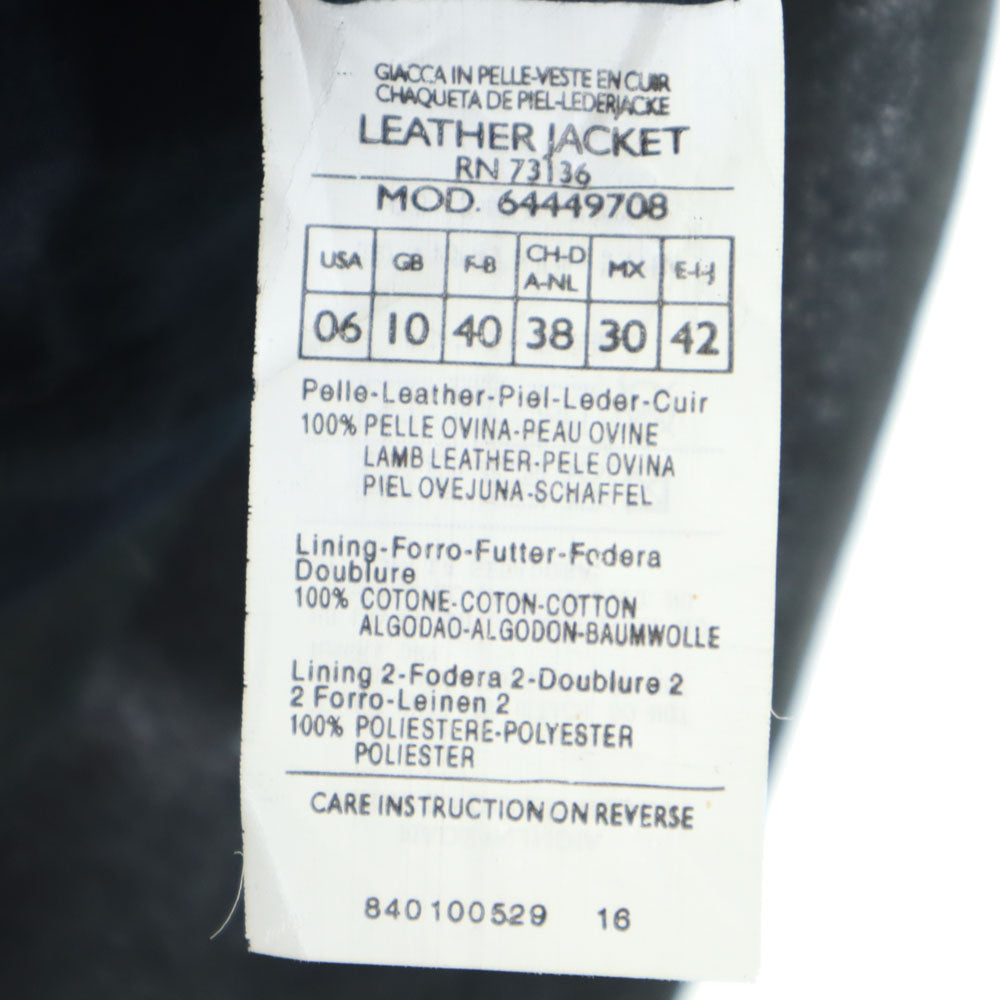 GIACCA IN PELLE-VESTE EN CUIR
CHAQUETA DE PIEL-LEDERJACKE
LEATHER JACKET
RN 73136
MOD. 64449708
USA GB F-B CH-D A-NL MX E-I-J
06 10 40 38 30 42
Pelle-Leather-Piel-Leder-Cuir
100% PELLE OVINA-PEAU OVINE
LAMB LEATHER-PELE OVINA
PIEL OVEJUNA-SCHAFFEL
Lining-Forro-Futter-Fodera
Doublure
100% COTONE-COTON-COTTON
ALGODAO-ALGODON-BAUMWOLLE
Lining 2-Fodera 2-Doublure 2
2 Forro-Leinen 2
100% POLIESTERE-POLYESTER
POLIESTER
CARE INSTRUCTION ON REVERSE
840100529 16